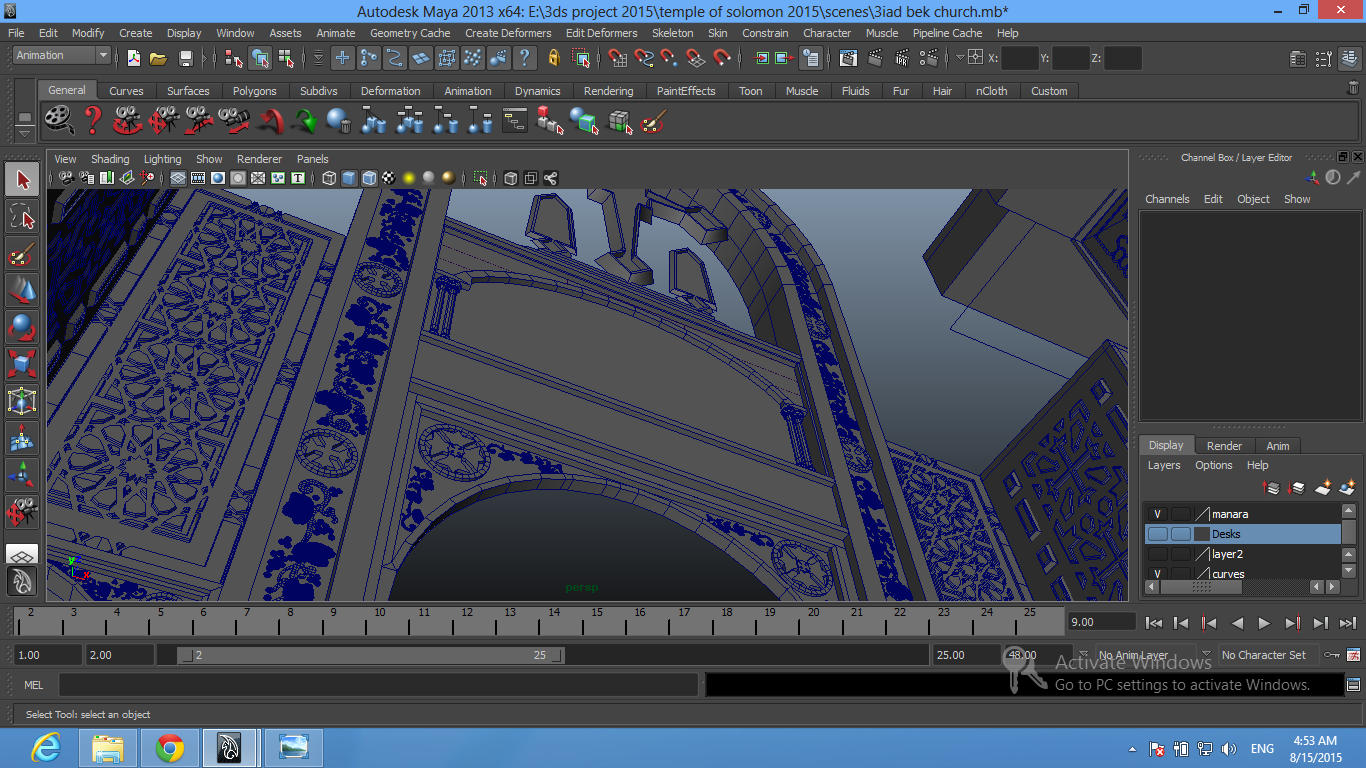 Autodesk Maya 2013 x64: E:\3ds project 2015\temple of solomon 2015\scenes\3iad bek church.mb*
File Edit Modify Create Display Window Assets Animate Geometry Cache Create Deformers Edit Deformers Skeleton Skin Constrain Character Muscle Pipeline Cache Help
Animation X: Y: Z:
General Curves Surfaces Polygons Subdivs Deformation Animation Dynamics Rendering PaintEffects Toon Muscle Fluids Fur Hair nCloth Custom
View Shading Lighting Show Renderer Panels
Channel Box / Layer Editor
Channels Edit Object Show
persp
Display Render Anim
Layers Options Help
V manara
Desks
layer2
V curves
2 3 4 5 6 7 8 9 10 11 12 13 14 15 16 17 18 19 20 21 22 23 24 25 9.00
1.00 2.00 2 25 25.00 48.00 No Anim Layer No Character Set
Activate Windows
Go to PC settings to activate Windows.
MEL
Select Tool: select an object
ENG
4:53 AM
8/15/2015